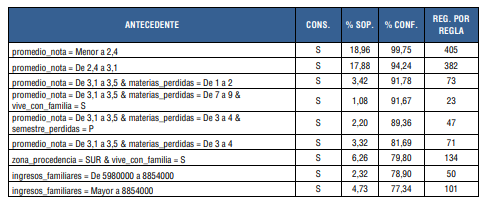 ANTECEDENTE CONS. % SOP. % CONF. REG. POR REGLA
promedio_nota = Menor a 2,4 S 18,96 99,75 405
promedio_nota = De 2,4 a 3,1 S 17,88 94,24 382
promedio_nota = De 3,1 a 3,5 & materias_perdidas = De 1 a 2 S 3,42 91,78 73
promedio_nota = De 3,1 a 3,5 & materias_perdidas = De 7 a 9 &
vive_con_familia = S S 1,08 91,67 23
promedio_nota = De 3,1 a 3,5 & materias_perdidas = De 3 a 4 &
semestre_perdidas = P S 2,20 89,36 47
promedio_nota = De 3,1 a 3,5 & materias_perdidas = De 3 a 4 S 3,32 81,69 71
zona_procedencia = SUR & vive_con_familia = S S 6,26 79,80 134
ingresos_familiares = De 5980000 a 8854000 S 2,32 78,90 50
ingresos_familiares = Mayor a 8854000 S 4,73 77,34 101